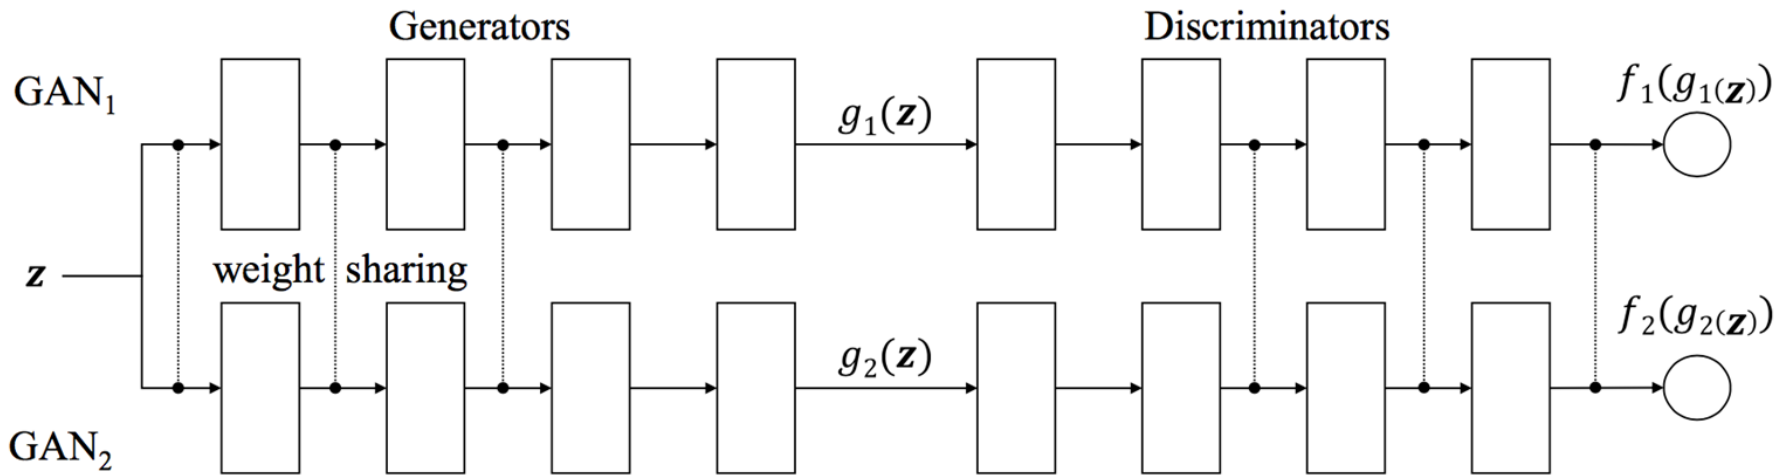 Generators
Discriminators
GAN₁
g₁(z)
f₁(g₁(z))
z
weight sharing
g₂(z)
f₂(g₂(z))
GAN₂